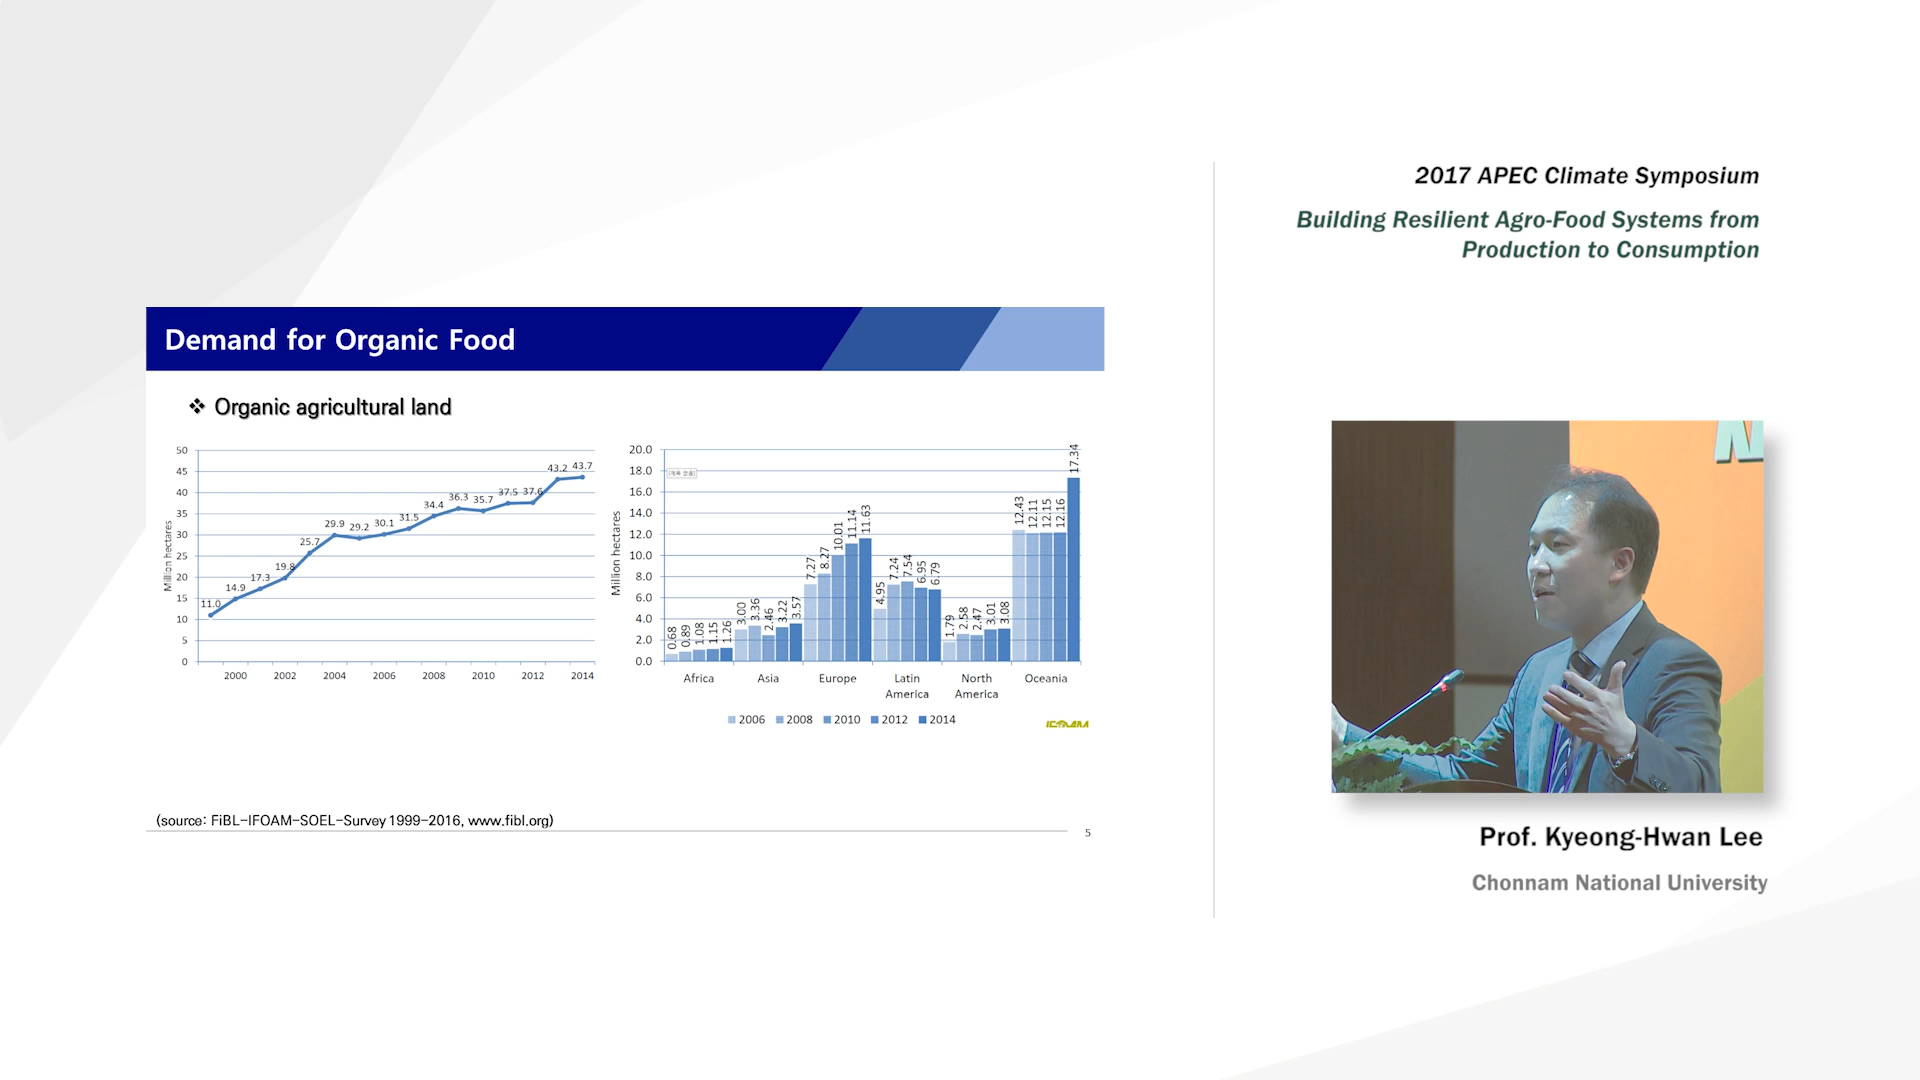 2017 APEC Climate Symposium
Building Resilient Agro-Food Systems from
Production to Consumption
Demand for Organic Food
❖ Organic agricultural land
Million hectares
50
45
40
35
30
25
20
15
10
5
0
11.0 14.9 17.3 19.8 25.7 29.9 29.2 30.1 31.5 34.4 36.3 35.7 37.5 37.6 43.2 43.7
2000 2002 2004 2006 2008 2010 2012 2014
Million hectares
20.0
18.0
16.0
14.0
12.0
10.0
8.0
6.0
4.0
2.0
0.0
0.68 0.89 1.08 1.15 1.26
3.00 3.36 2.46 3.22 3.57
7.27 8.27 10.01 11.14 11.63
4.95 7.24 7.54 6.95 6.79
1.79 2.58 2.47 3.01 3.08
12.43 12.11 12.15 12.16 17.34
Africa Asia Europe Latin America North America Oceania
2006 2008 2010 2012 2014
IFOAM
(source: FiBL-IFOAM-SOEL-Survey 1999-2016, www.fibl.org)
5
Prof. Kyeong-Hwan Lee
Chonnam National University